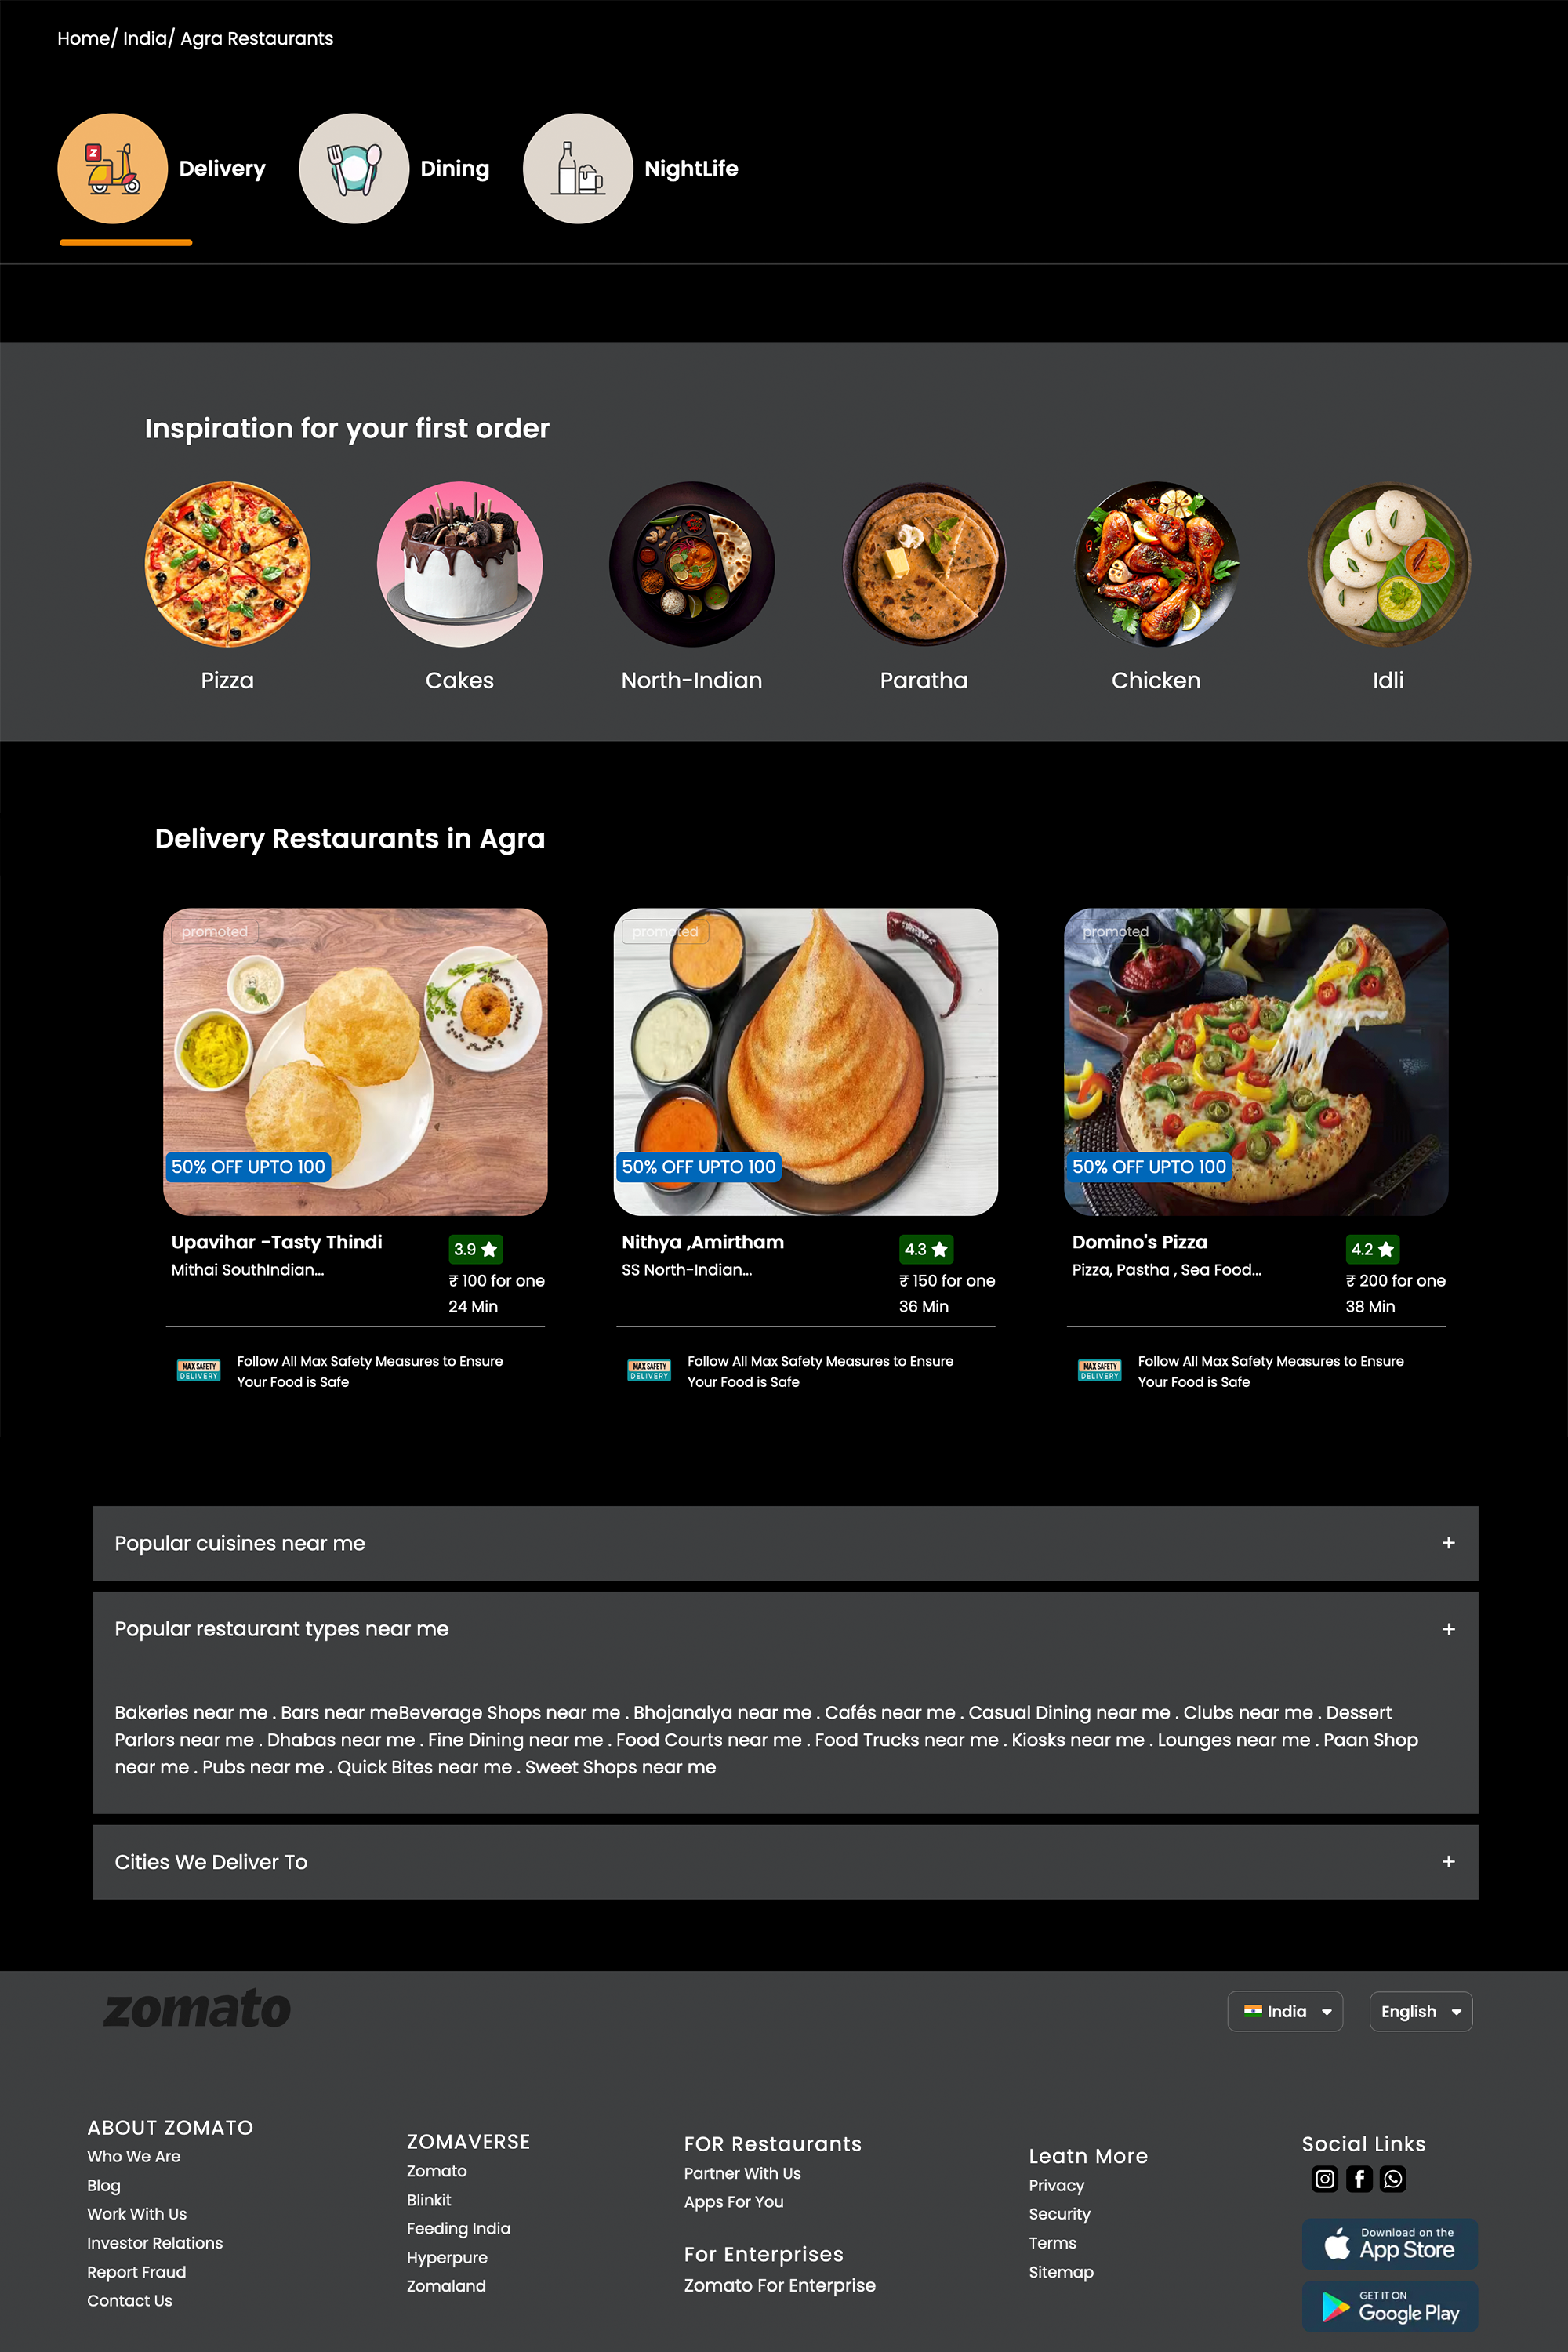 Home/ India/ Agra Restaurants
Z
Delivery
Dining
NightLife
Inspiration for your first order
Pizza
Cakes
North-Indian
Paratha
Chicken
Idli
Delivery Restaurants in Agra
promoted
50% OFF UPTO 100
Upavihar -Tasty Thindi
3.9
Mithai SouthIndian...
₹ 100 for one
24 Min
MAX SAFETY
DELIVERY
Follow All Max Safety Measures to Ensure
Your Food is Safe
promoted
50% OFF UPTO 100
Nithya ,Amirtham
4.3
SS North-Indian...
₹ 150 for one
36 Min
MAX SAFETY
DELIVERY
Follow All Max Safety Measures to Ensure
Your Food is Safe
promoted
50% OFF UPTO 100
Domino's Pizza
4.2
Pizza, Pastha , Sea Food...
₹ 200 for one
38 Min
MAX SAFETY
DELIVERY
Follow All Max Safety Measures to Ensure
Your Food is Safe
Popular cuisines near me +
Popular restaurant types near me +
Bakeries near me . Bars near meBeverage Shops near me . Bhojanalya near me . Cafés near me . Casual Dining near me . Clubs near me . Dessert
Parlors near me . Dhabas near me . Fine Dining near me . Food Courts near me . Food Trucks near me . Kiosks near me . Lounges near me . Paan Shop
near me . Pubs near me . Quick Bites near me . Sweet Shops near me
Cities We Deliver To +
zomato
India
English
ABOUT ZOMATO
Who We Are
Blog
Work With Us
Investor Relations
Report Fraud
Contact Us
ZOMAVERSE
Zomato
Blinkit
Feeding India
Hyperpure
Zomaland
FOR Restaurants
Partner With Us
Apps For You
For Enterprises
Zomato For Enterprise
Leatn More
Privacy
Security
Terms
Sitemap
Social Links
Download on the
App Store
GET IT ON
Google Play